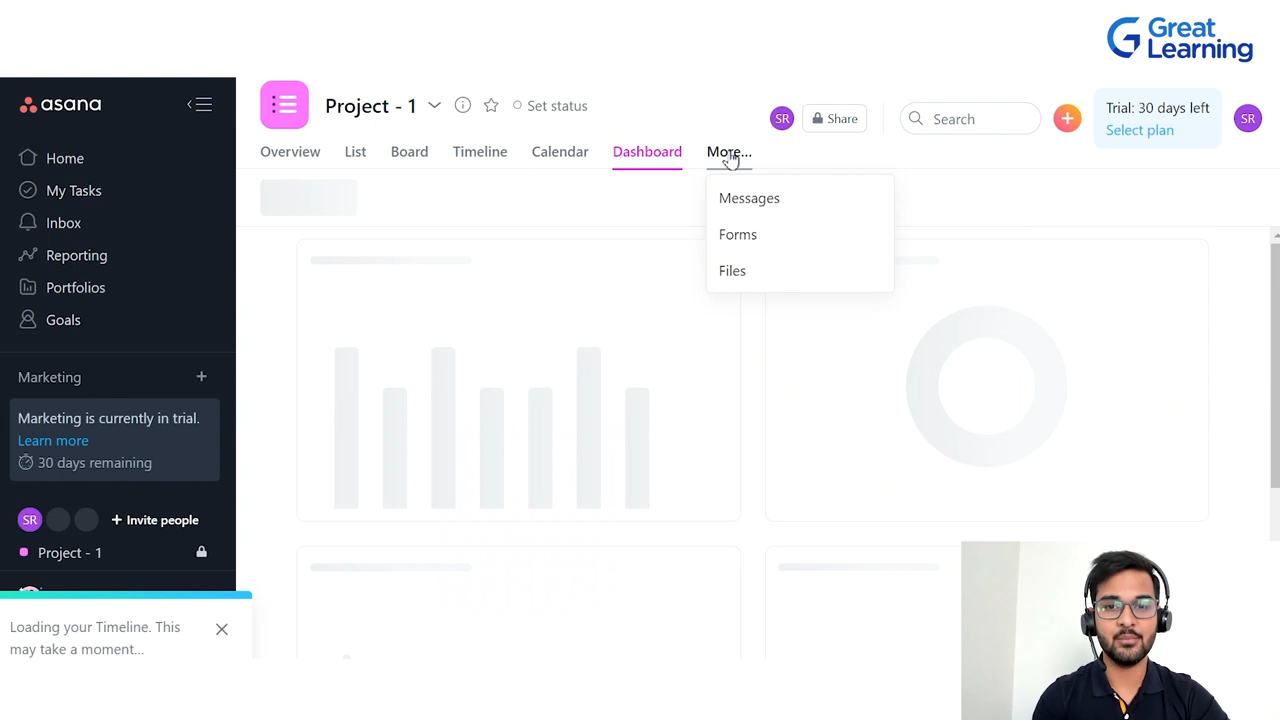 Great
Learning
asana
Project - 1
Set status
SR
Share
Search
Trial: 30 days left
Select plan
SR
Overview
List
Board
Timeline
Calendar
Dashboard
More...
Messages
Forms
Files
Home
My Tasks
Inbox
Reporting
Portfolios
Goals
Marketing
Marketing is currently in trial.
Learn more
30 days remaining
SR
+ Invite people
Project - 1
Loading your Timeline. This
may take a moment...